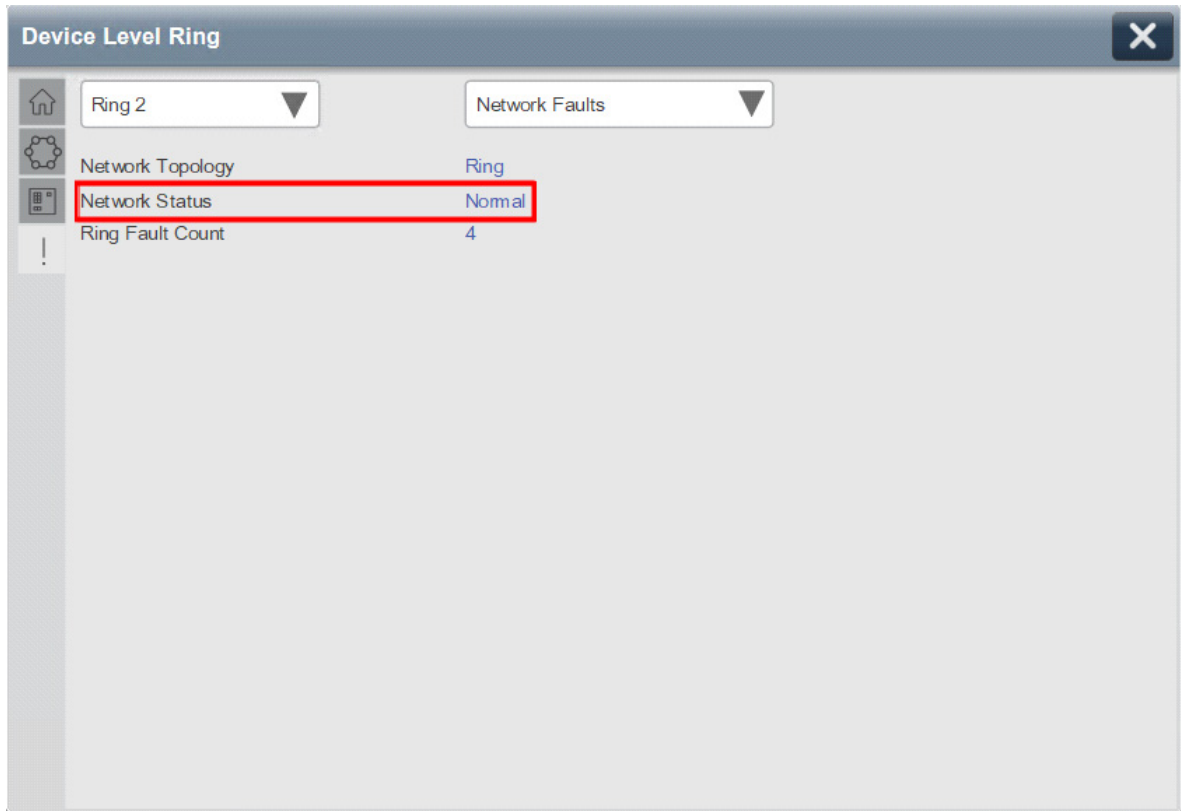 Device Level Ring
Ring 2
Network Faults
Network Topology Ring
Network Status Normal
Ring Fault Count 4